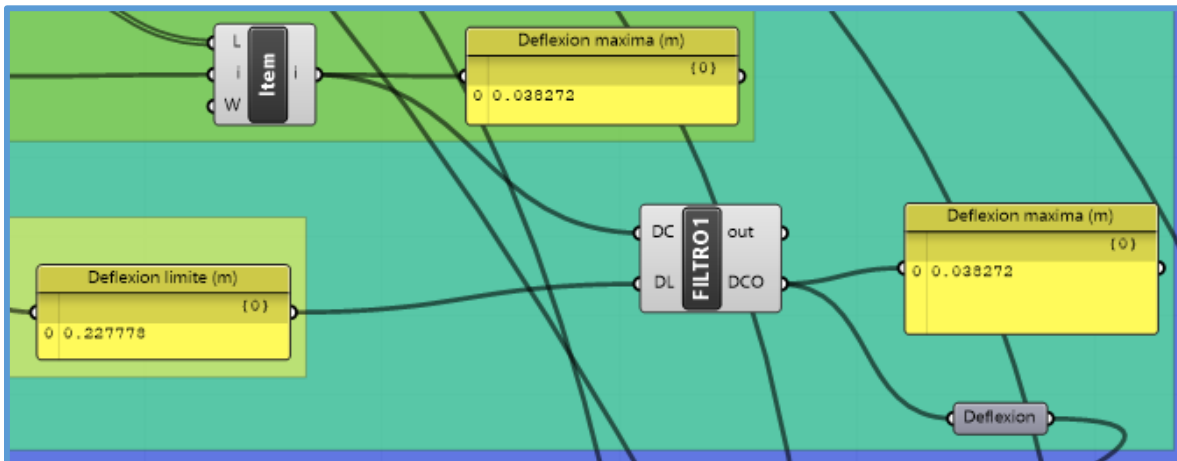 L
i
W
Item
i
Deflexion maxima (m)
{0}
0 0.038272
Deflexion limite (m)
{0}
0 0.227778
DC
DL
FILTRO1
out
DCO
Deflexion maxima (m)
{0}
0 0.038272
Deflexion